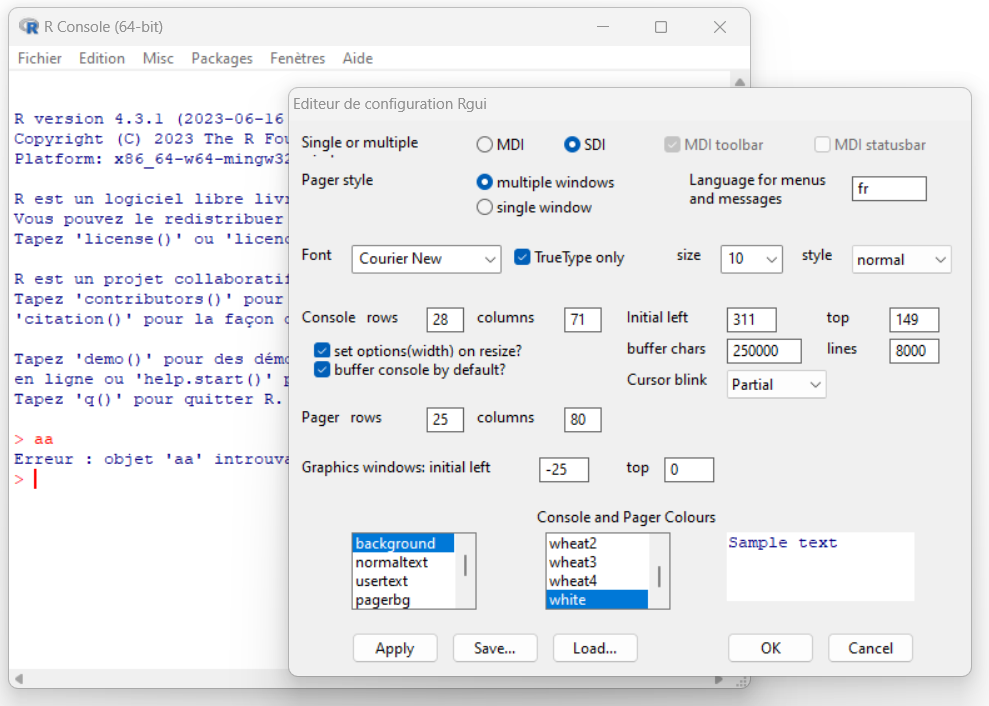 R Console (64-bit)
Fichier Edition Misc Packages Fenètres Aide
R version 4.3.1 (2023-06-16
Copyright (C) 2023 The R Fou
Platform: x86_64-w64-mingw32
R est un logiciel libre livr
Vous pouvez le redistribuer
Tapez 'license()' ou 'licenc
R est un projet collaboratif
Tapez 'contributors()' pour
'citation()' pour la façon d
Tapez 'demo()' pour des démo
en ligne ou 'help.start()' p
Tapez 'q()' pour quitter R.
> aa
Erreur : objet 'aa' introuva
>
Editeur de configuration Rgui
Single or multiple MDI SDI MDI toolbar MDI statusbar
Pager style multiple windows Language for menus and messages fr
single window
Font Courier New TrueType only size 10 style normal
Console rows 28 columns 71 Initial left 311 top 149
set options(width) on resize? buffer chars 250000 lines 8000
buffer console by default? Cursor blink Partial
Pager rows 25 columns 80
Graphics windows: initial left -25 top 0
Console and Pager Colours
background wheat2 Sample text
normaltext wheat3
usertext wheat4
pagerbg white
Apply Save... Load... OK Cancel